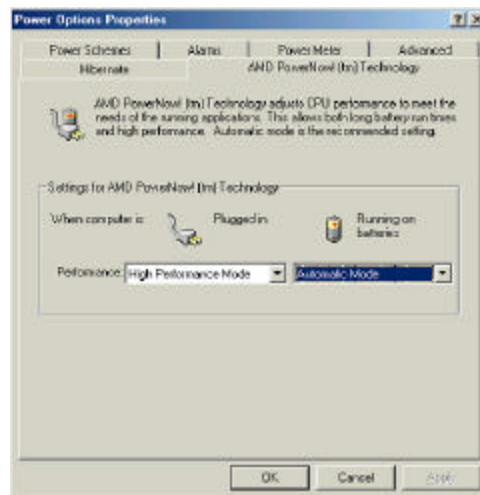 Power Options Properties
Power Schemes
Alarms
Power Meter
Advanced
Hibernate
AMD PowerNow! (tm) Technology
AMD PowerNow! (tm) Technology adjusts CPU performance to meet the
needs of the running applications. This allows both long battery run times
and high performance. Automatic mode is the recommended setting.
Settings for AMD PowerNow! (tm) Technology
When computer is:
Plugged in
Running on
batteries
Performance:
High Performance Mode
Automatic Mode
OK
Cancel
Apply